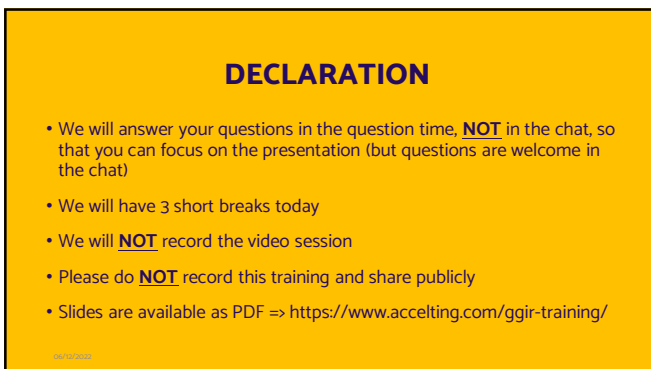 DECLARATION
• We will answer your questions in the question time, NOT in the chat, so
that you can focus on the presentation (but questions are welcome in
the chat)
• We will have 3 short breaks today
• We will NOT record the video session
• Please do NOT record this training and share publicly
• Slides are available as PDF => https://www.accelting.com/ggir-training/
06/12/2022